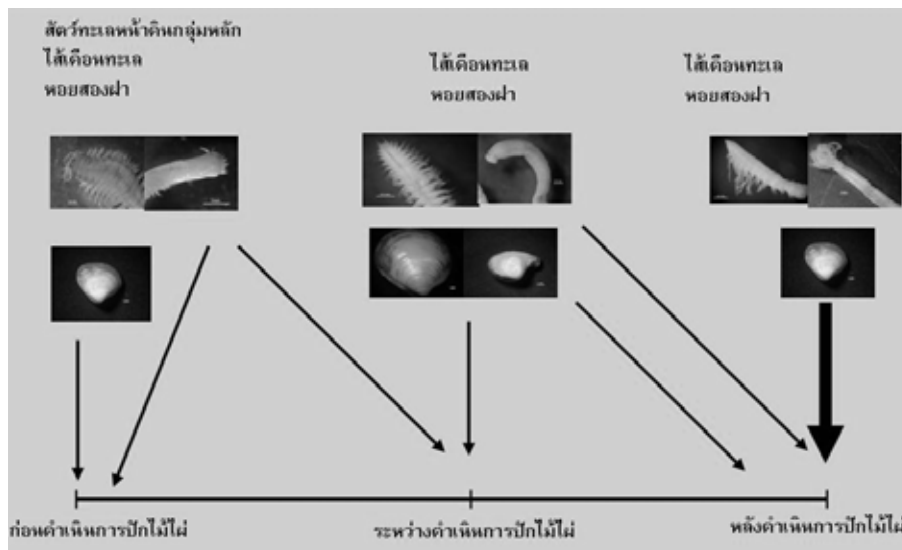 สัตว์ทะเลหน้าดินกลุ่มหลัก
ไส้เดือนทะเล
หอยสองฝา
ไส้เดือนทะเล
หอยสองฝา
ไส้เดือนทะเล
หอยสองฝา
ก่อนดำเนินการปักไม้ไผ่
ระหว่างดำเนินการปักไม้ไผ่
หลังดำเนินการปักไม้ไผ่